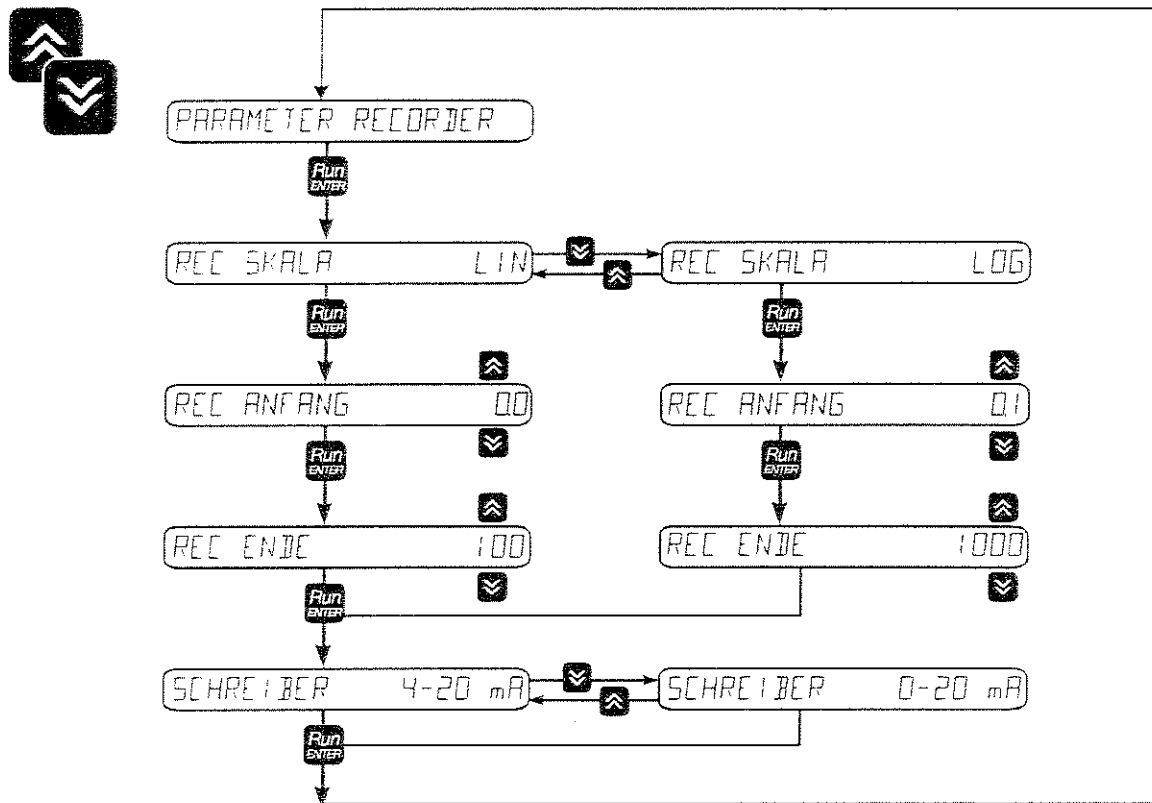 PARAMETER RECORDER
Run
ENTER
REC SKALA LIN
REC SKALA LOG
Run
ENTER
Run
ENTER
REC ANFANG 0.0
REC ANFANG 0.1
Run
ENTER
Run
ENTER
REC ENDE 100
REC ENDE 1000
Run
ENTER
SCHREIBER 4-20 mA
SCHREIBER 0-20 mA
Run
ENTER